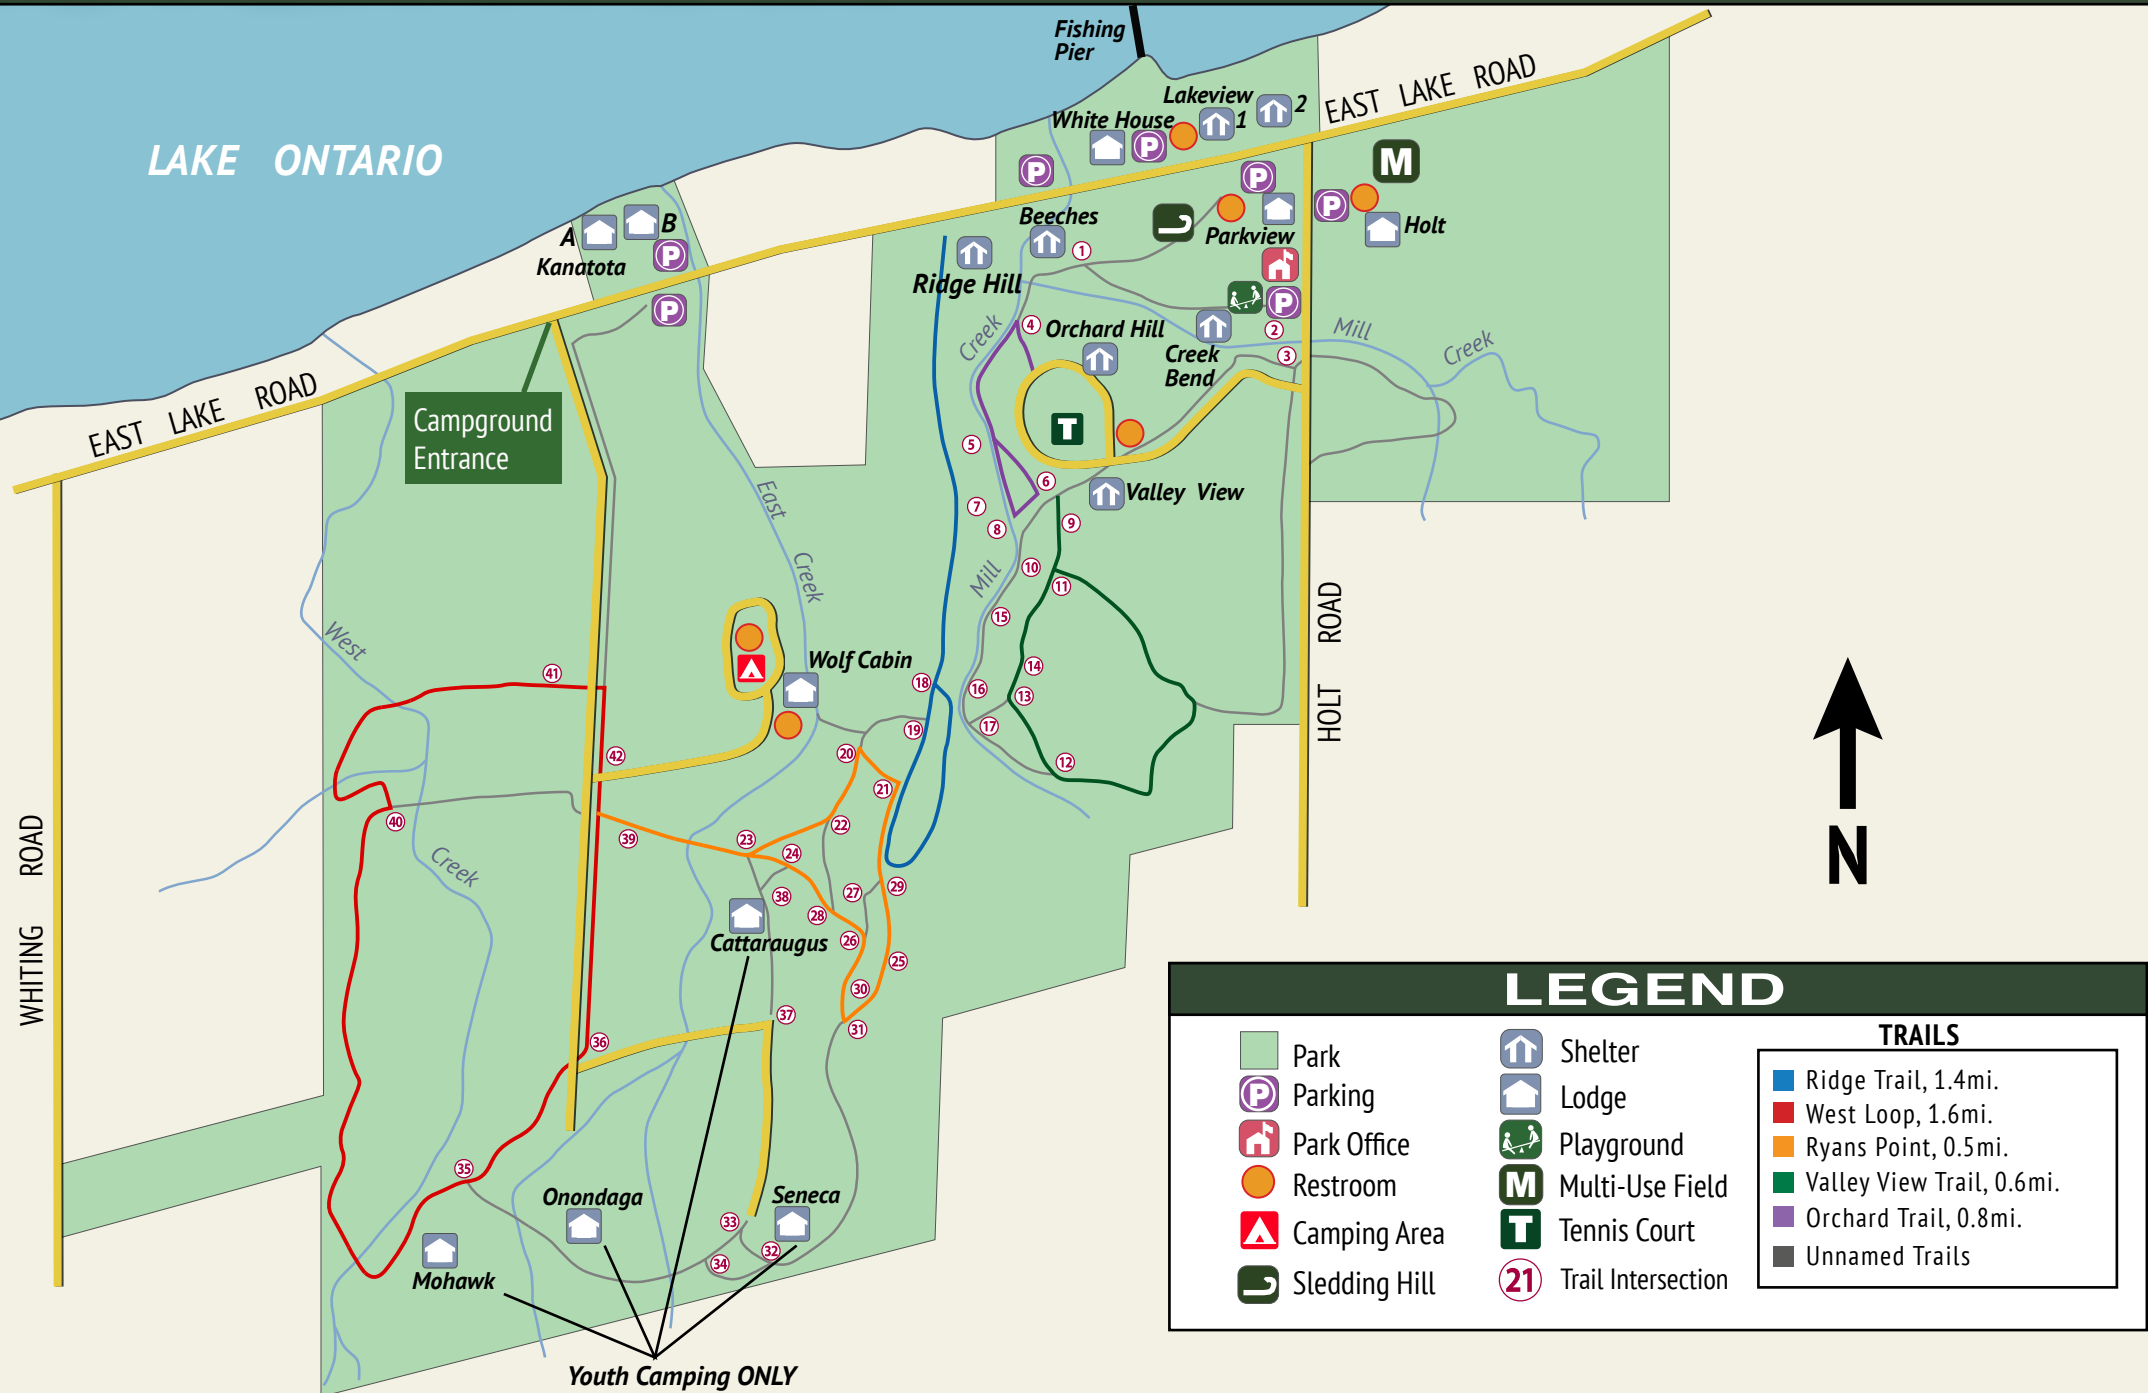 Fishing
Pier
LAKE ONTARIO
EAST LAKE ROAD
Lakeview
1
2
White House
P
P
M
P
P
Holt
Parkview
A
B
Kanatota
P
P
Beeches
Ridge Hill
1
P
2
3
Mill
Creek
Creek
4
Orchard Hill
Creek
Bend
T
Campground
Entrance
EAST LAKE ROAD
5
6
Valley View
7
8
9
East
Creek
Mill
10
11
15
14
13
16
17
12
HOLT ROAD
West
41
Wolf Cabin
18
19
20
21
42
22
23
24
39
40
Creek
38
27
29
28
26
25
Cattaraugus
30
31
37
36
WHITING ROAD
35
Onondaga
Seneca
33
32
34
Mohawk
Youth Camping ONLY
N
LEGEND
Park
P
Parking
Park Office
Restroom
Camping Area
Sledding Hill
Shelter
Lodge
Playground
M
Multi-Use Field
T
Tennis Court
21
Trail Intersection
TRAILS
Ridge Trail, 1.4mi.
West Loop, 1.6mi.
Ryans Point, 0.5mi.
Valley View Trail, 0.6mi.
Orchard Trail, 0.8mi.
Unnamed Trails